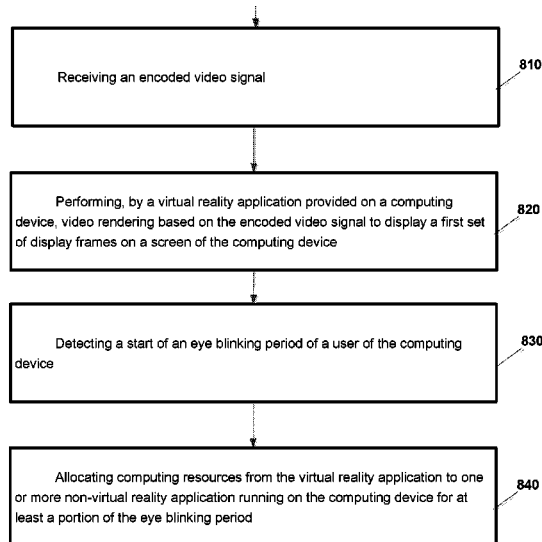 Receiving an encoded video signal
810
Performing, by a virtual reality application provided on a computing
device, video rendering based on the encoded video signal to display a first set
of display frames on a screen of the computing device
820
Detecting a start of an eye blinking period of a user of the computing
device
830
Allocating computing resources from the virtual reality application to one
or more non-virtual reality application running on the computing device for at
least a portion of the eye blinking period
840